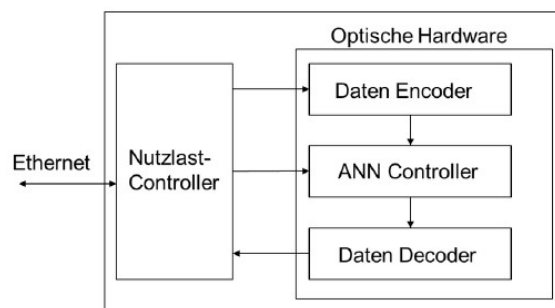 Optische Hardware
Daten Encoder
Ethernet
Nutzlast-
Controller
ANN Controller
Daten Decoder